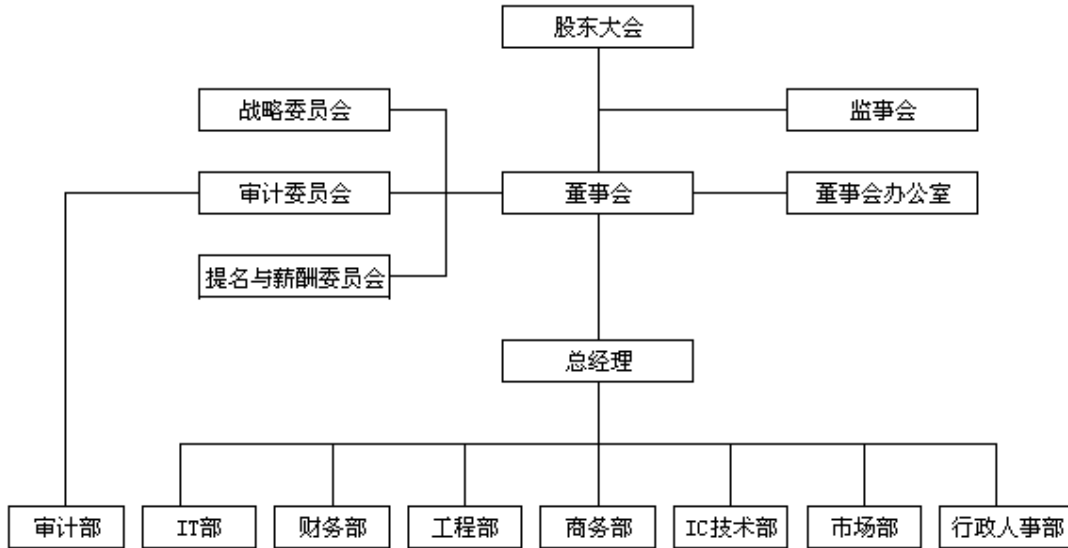 股东大会
战略委员会
监事会
审计委员会
董事会
董事会办公室
提名与薪酬委员会
总经理
审计部
IT部
财务部
工程部
商务部
IC技术部
市场部
行政人事部